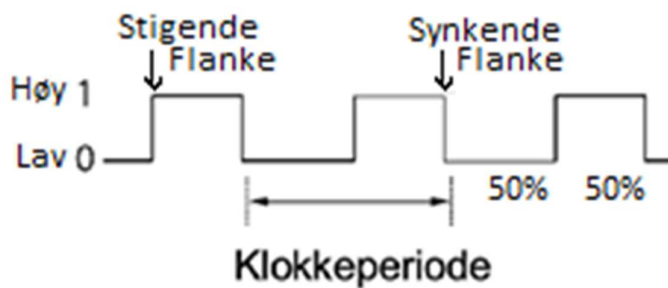 Stigende
Flanke
Synkende
Flanke
Høy 1
Lav 0
50% 50%
Klokkeperiode